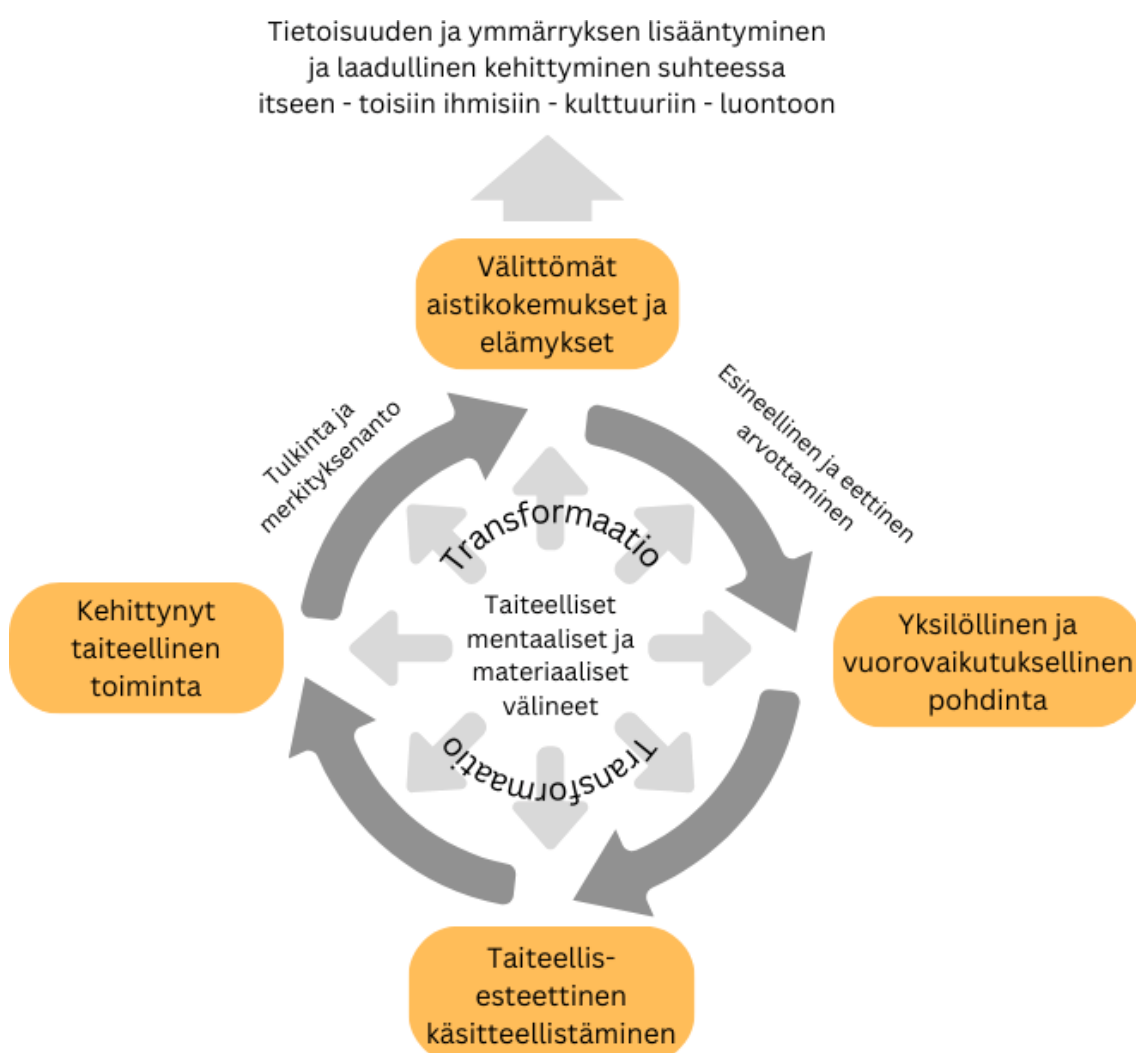 Tietoisuuden ja ymmärryksen lisääntyminen
ja laadullinen kehittyminen suhteessa
itseen - toisiin ihmisiin - kulttuuriin - luontoon
Välittömät
aistikokemukset ja
elämykset
Esineellinen ja eettinen
arvottaminen
Tulkinta ja
merkityksenanto
Transformaatio
Taiteelliset
mentaaliset ja
materiaaliset
välineet
Transformaatio
Kehittynyt
taiteellinen
toiminta
Yksilöllinen ja
vuorovaikutuksellinen
pohdinta
Taiteellis-
esteettinen
käsitteellistäminen